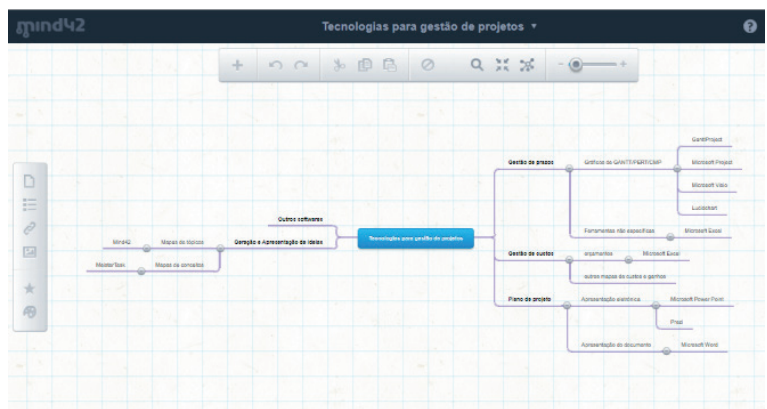 mind42
Tecnologias para gestão de projetos
GanttProject
Gestão de prazos
Gráficos de GANTT/PERT/CMP
Microsoft Project
Microsoft Visio
Lucidchart
Outros softwares
Ferramentas não específicas
Microsoft Excel
Mind42
Mapas de tópicos
Geração e Apresentação de Ideias
Tecnologias para gestão de projetos
Gestão de custos
orçamentos
Microsoft Excel
MeisterTask
Mapas de conceitos
outros mapas de custos e ganhos
Plano de projeto
Apresentação eletrônica
Microsoft Power Point
Prezi
Apresentação do documento
Microsoft Word